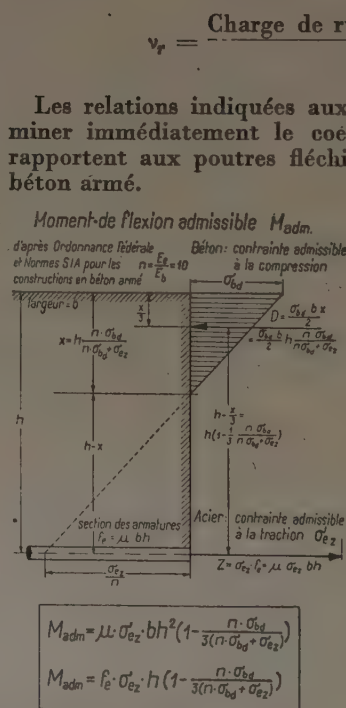 Charge de r
ν_r =
Les relations indiquées aux
miner immédiatement le coé
rapportent aux poutres fléchi
béton armé.
Moment de flexion admissible M_adm.
d'après Ordonnance fédérale
et Normes SIA pour les n = E_e/E_b = 10
constructions en béton armé
Béton: contrainte admissible
à la compression
σ_bd
largeur = b
x/3
D = σ_bd b x / 2
= σ_bd b / 2 h n σ_bd / (n σ_bd + σ_ez)
x = h n·σ_bd / (n·σ_bd + σ_ez)
h
h-x
h - x/3 =
h(1 - 1/3 n σ_bd / (n σ_bd + σ_ez))
section des armatures
f_e = μ bh
Acier: contrainte admissible
à la traction σ_ez
σ_ez/n
Z = σ_ez · f_e = μ σ_ez bh
M_adm = μ·σ_ez·bh²(1 - n·σ_bd / 3(n·σ_bd + σ_ez))
M_adm = f_e·σ_ez·h(1 - n·σ_bd / 3(n·σ_bd + σ_ez))